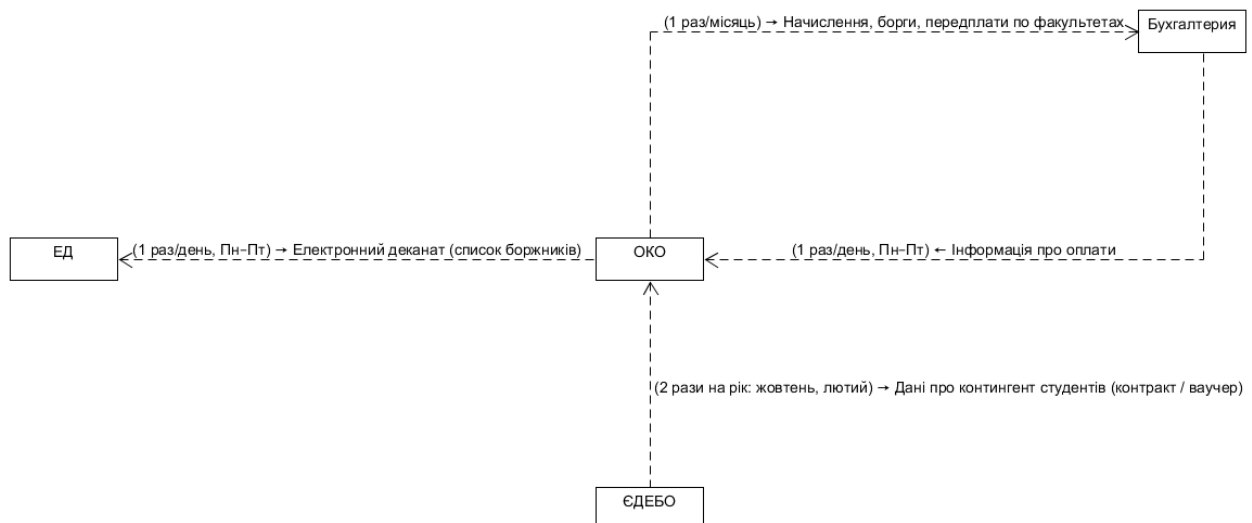 (1 раз/місяць) → Начислення, борги, передплати по факультетах
Бухгалтерия
ЕД
(1 раз/день, Пн–Пт) → Електронний деканат (список боржників)
ОКО
(1 раз/день, Пн–Пт) ← Інформація про оплати
(2 рази на рік: жовтень, лютий) → Дані про контингент студентів (контракт / ваучер)
ЄДЕБО